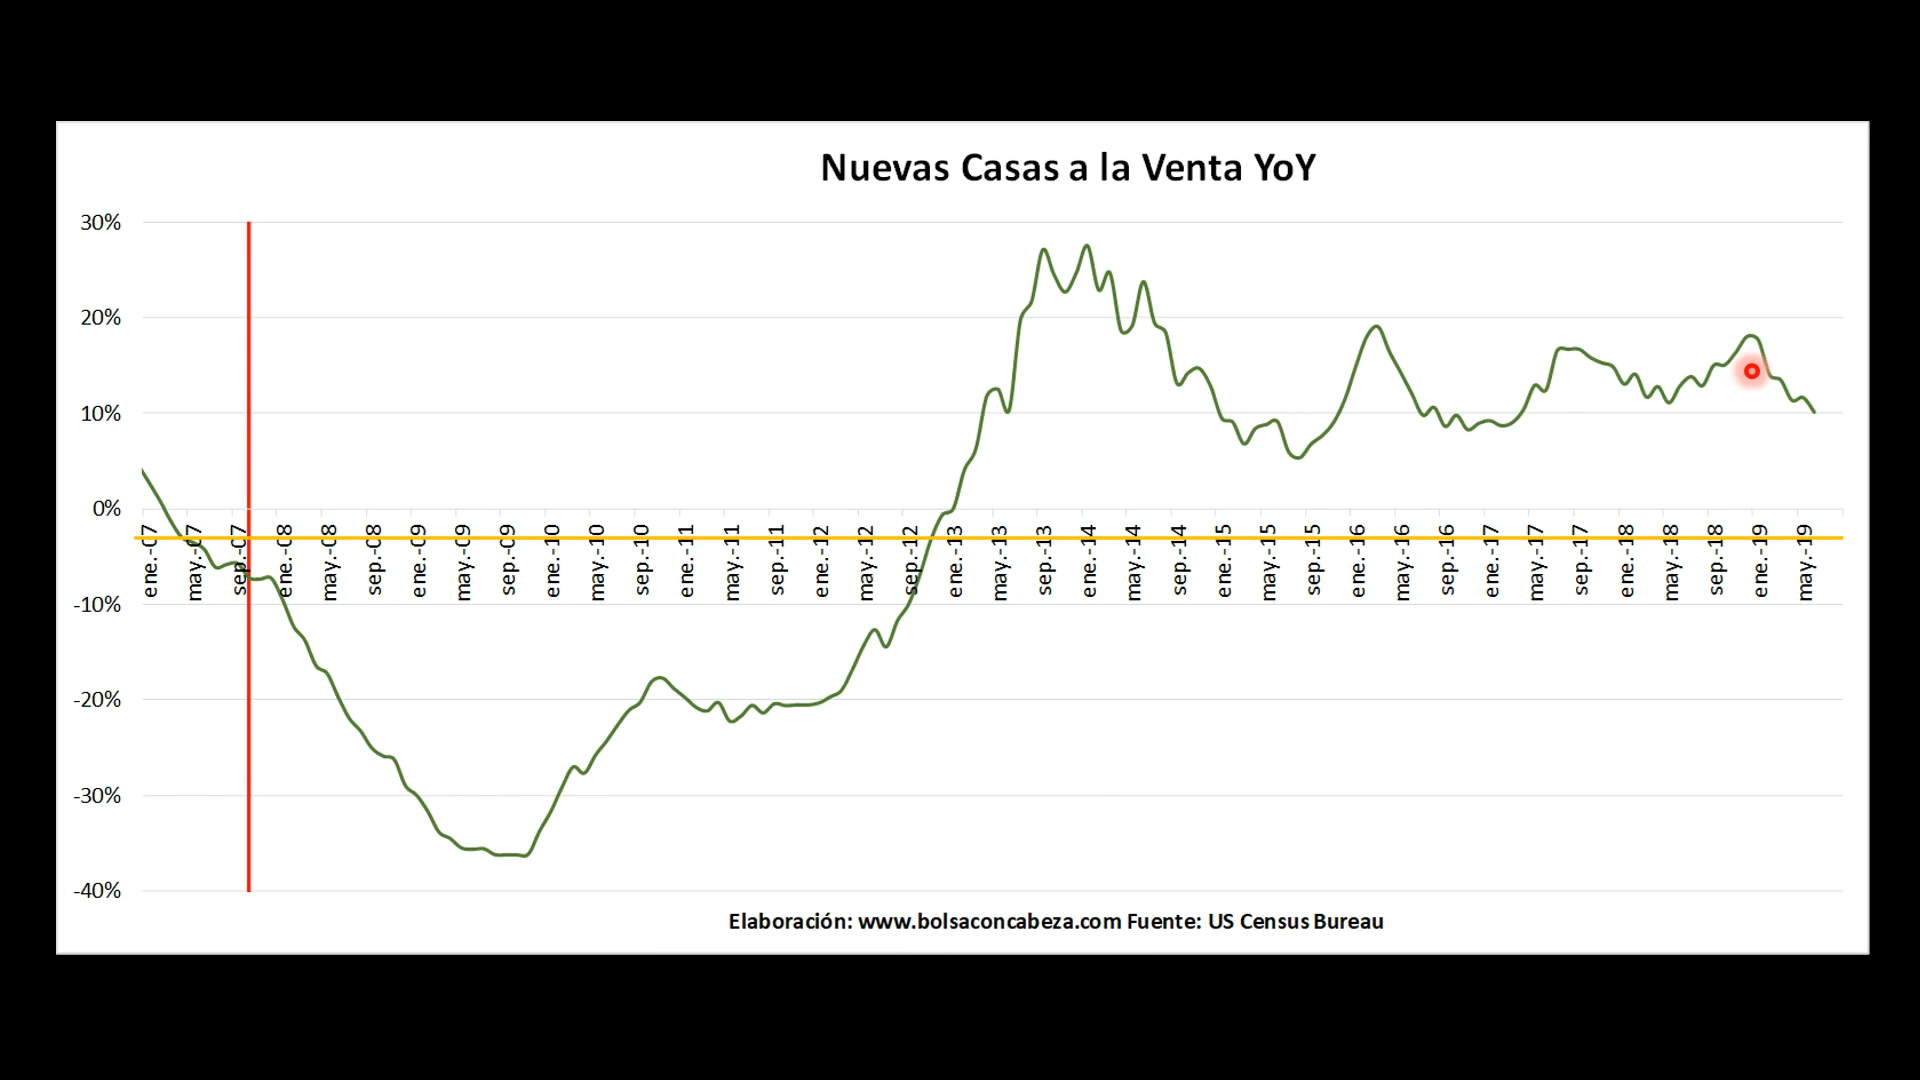 Nuevas Casas a la Venta YoY
30%
20%
10%
0%
-10%
-20%
-30%
-40%
ene.-07
may.-07
sep.-07
ene.-08
may.-08
sep.-08
ene.-09
may.-09
sep.-09
ene.-10
may.-10
sep.-10
ene.-11
may.-11
sep.-11
ene.-12
may.-12
sep.-12
ene.-13
may.-13
sep.-13
ene.-14
may.-14
sep.-14
ene.-15
may.-15
sep.-15
ene.-16
may.-16
sep.-16
ene.-17
may.-17
sep.-17
ene.-18
may.-18
sep.-18
ene.-19
may.-19
Elaboración: www.bolsaconcabeza.com Fuente: US Census Bureau